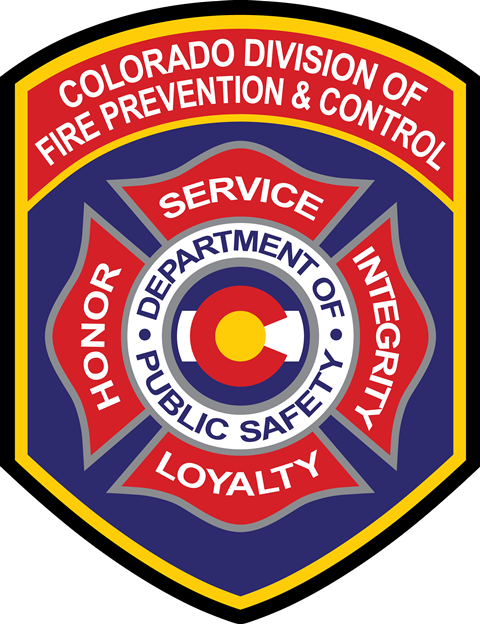 COLORADO DIVISION OF
FIRE PREVENTION & CONTROL
SERVICE
HONOR
INTEGRITY
LOYALTY
DEPARTMENT OF
• PUBLIC SAFETY •